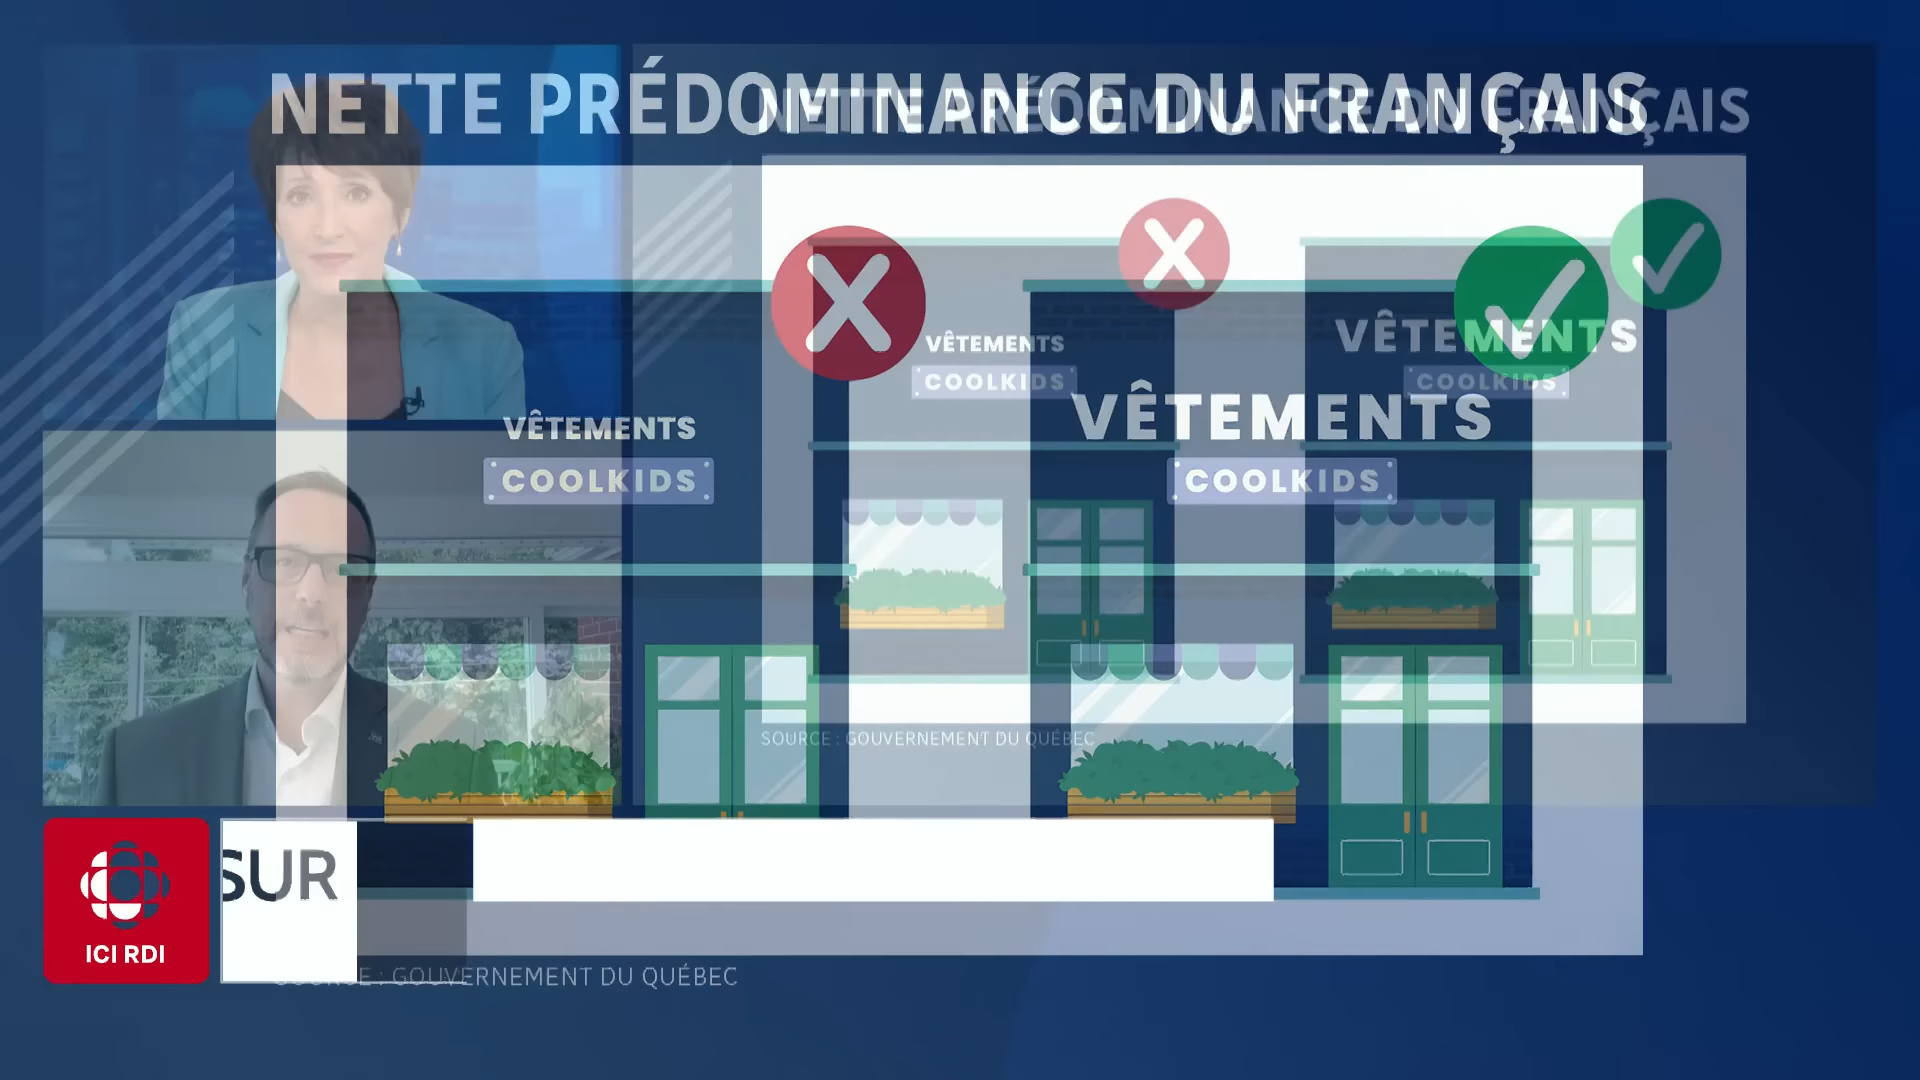 NETTE PRÉDOMINANCE DU FRANÇAIS
NETTE PRÉDOMINANCE DU FRANÇAIS
VÊTEMENTS
COOLKIDS
VÊTEMENTS
COOLKIDS
VÊTEMENTS
COOLKIDS
VÊTEMENTS
COOLKIDS
SOURCE : GOUVERNEMENT DU QUÉBEC
SUR
ICI RDI
SOURCE : GOUVERNEMENT DU QUÉBEC